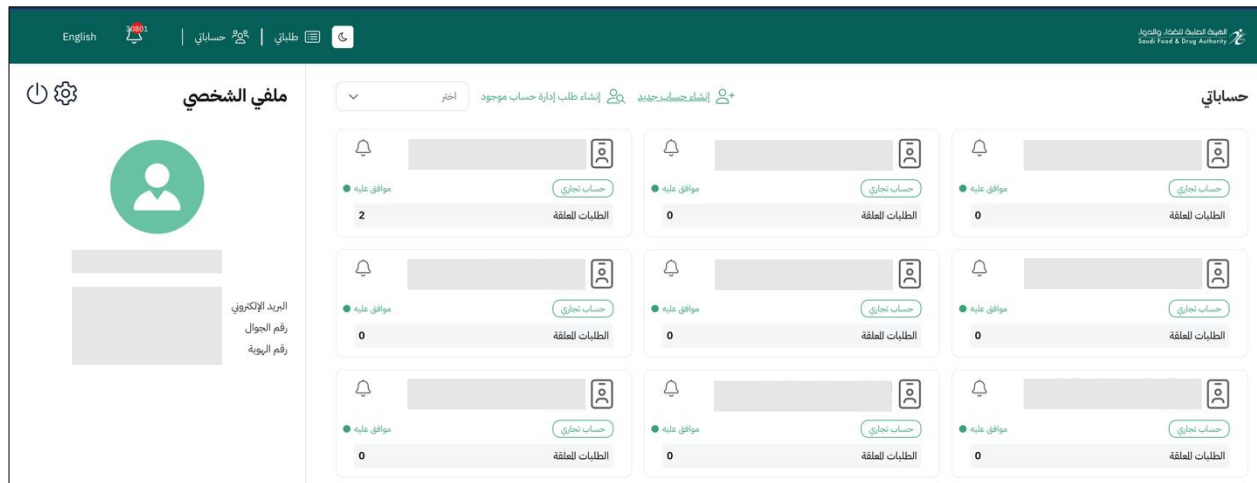 الهيئة العامة للغذاء والدواء
Saudi Food & Drug Authority
طلباتي
حساباتي
30801
English
حساباتي
إنشاء حساب جديد
إنشاء طلب إدارة حساب موجود
اختر
حساب تجاري
موافق عليه
الطلبات المعلقة
0
حساب تجاري
موافق عليه
الطلبات المعلقة
0
حساب تجاري
موافق عليه
الطلبات المعلقة
2
حساب تجاري
موافق عليه
الطلبات المعلقة
0
حساب تجاري
موافق عليه
الطلبات المعلقة
0
حساب تجاري
موافق عليه
الطلبات المعلقة
0
حساب تجاري
موافق عليه
الطلبات المعلقة
0
حساب تجاري
موافق عليه
الطلبات المعلقة
0
حساب تجاري
موافق عليه
الطلبات المعلقة
0
ملفي الشخصي
البريد الإلكتروني
رقم الجوال
رقم الهوية